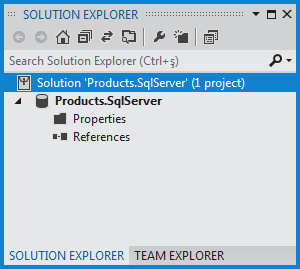 SOLUTION EXPLORER
Search Solution Explorer (Ctrl+ş)
Solution 'Products.SqlServer' (1 project)
Products.SqlServer
Properties
References
SOLUTION EXPLORER TEAM EXPLORER